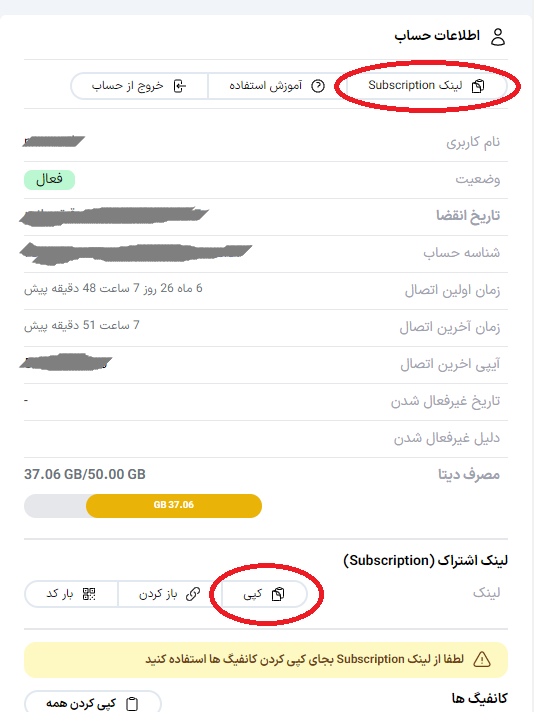 اطلاعات حساب
لینک Subscription
آموزش استفاده
خروج از حساب
نام کاربری
وضعیت
فعال
تاریخ انقضا
شناسه حساب
زمان اولین اتصال
6 ماه 26 روز 7 ساعت 48 دقیقه پیش
زمان آخرین اتصال
7 ساعت 51 دقیقه پیش
آیپی اخرین اتصال
تاریخ غیرفعال شدن
-
دلیل غیرفعال شدن
مصرف دیتا
37.06 GB/50.00 GB
GB 37.06
لینک اشتراک (Subscription)
لینک
کپی
باز کردن
بار کد
لطفا از لینک Subscription بجای کپی کردن کانفیگ ها استفاده کنید
کانفیگ ها
کپی کردن همه